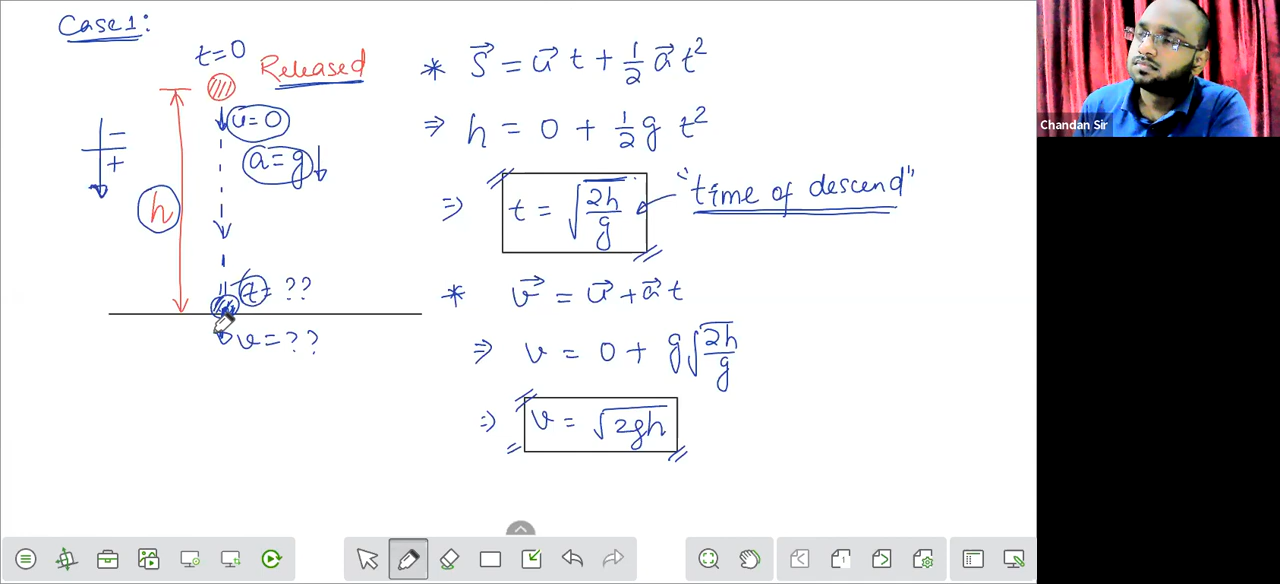 Case1:
t=0
Released
u=0
a=g
−
+
h
t=??
v=??
* S⃗ = u⃗ t + 1/2 a⃗ t²
⇒ h = 0 + 1/2 g t²
⇒ t = √(2h/g)
"time of descend"
* v⃗ = u⃗ + a⃗ t
⇒ v = 0 + g√(2h/g)
⇒ v = √2gh
Chandan Sir
1